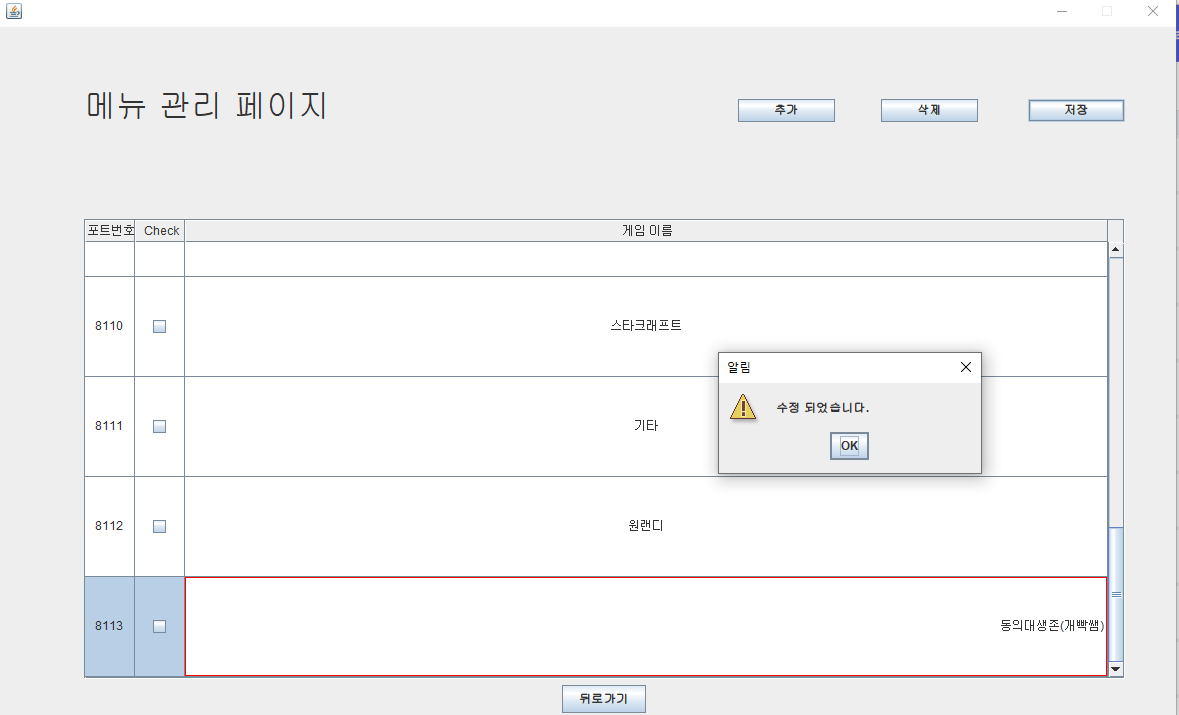 메뉴 관리 페이지
추가
삭제
저장
포트번호 Check 게임 이름
8110 스타크래프트
알림
수정 되었습니다.
OK
8111 기타
8112 원랜디
8113 동의대생존(개빡쌤)
뒤로가기